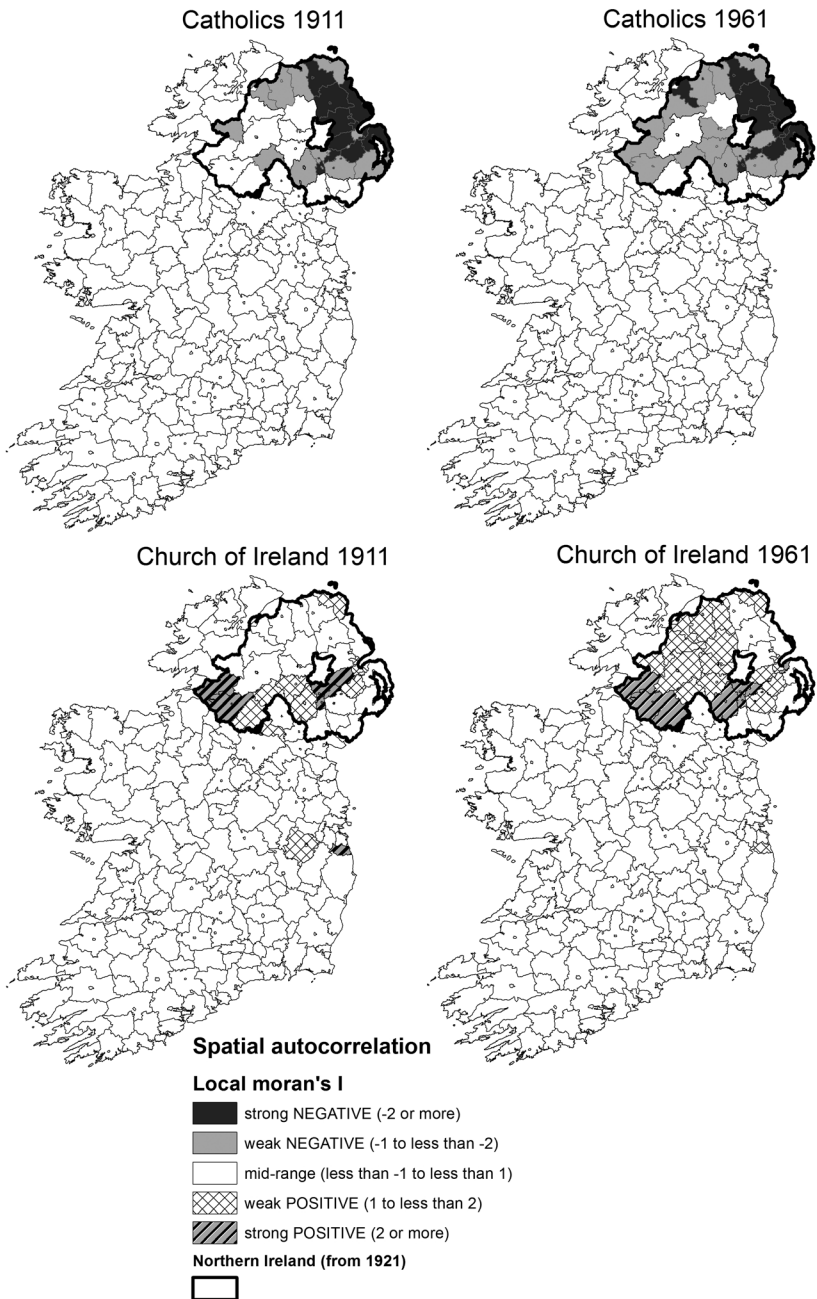 Catholics 1911
Catholics 1961
Church of Ireland 1911
Church of Ireland 1961
Spatial autocorrelation
Local moran's I
strong NEGATIVE (-2 or more)
weak NEGATIVE (-1 to less than -2)
mid-range (less than -1 to less than 1)
weak POSITIVE (1 to less than 2)
strong POSITIVE (2 or more)
Northern Ireland (from 1921)